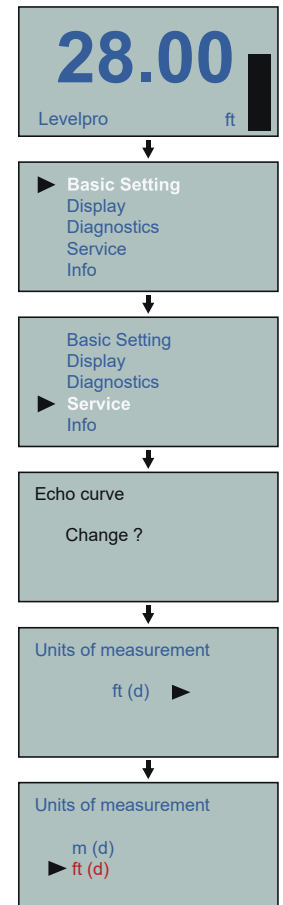 28.00
Levelpro ft
Basic Setting
Display
Diagnostics
Service
Info
Basic Setting
Display
Diagnostics
Service
Info
Echo curve
Change ?
Units of measurement
ft (d)
Units of measurement
m (d)
ft (d)